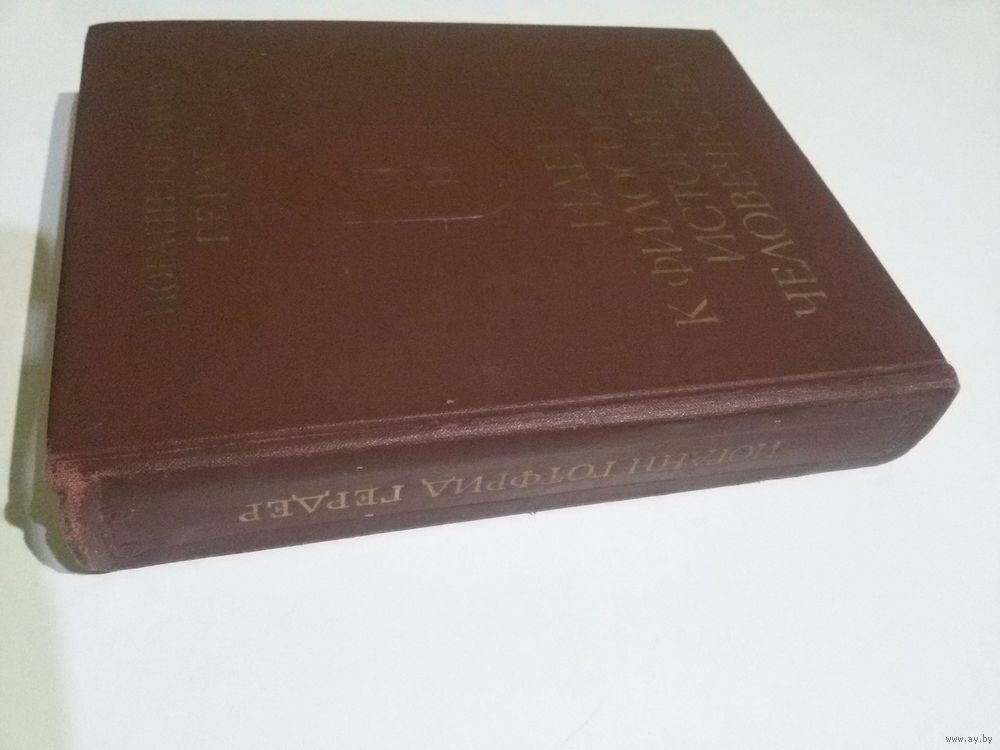 ИОГАНН ГОТФРИД
ГЕРДЕР
ИДЕИ
К ФИЛОСОФИИ
ИСТОРИИ
ЧЕЛОВЕЧЕСТВА
ИОГАНН ГОТФРИД ГЕРДЕР
www.ay.by